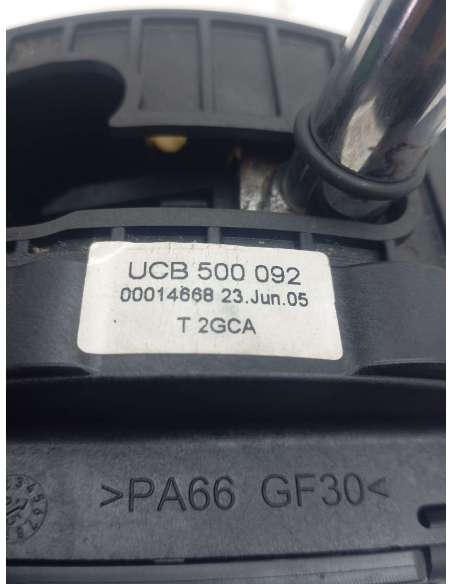 UCB 500 092
00014668 23.Jun.05
T 2GCA
>PA66 GF30<